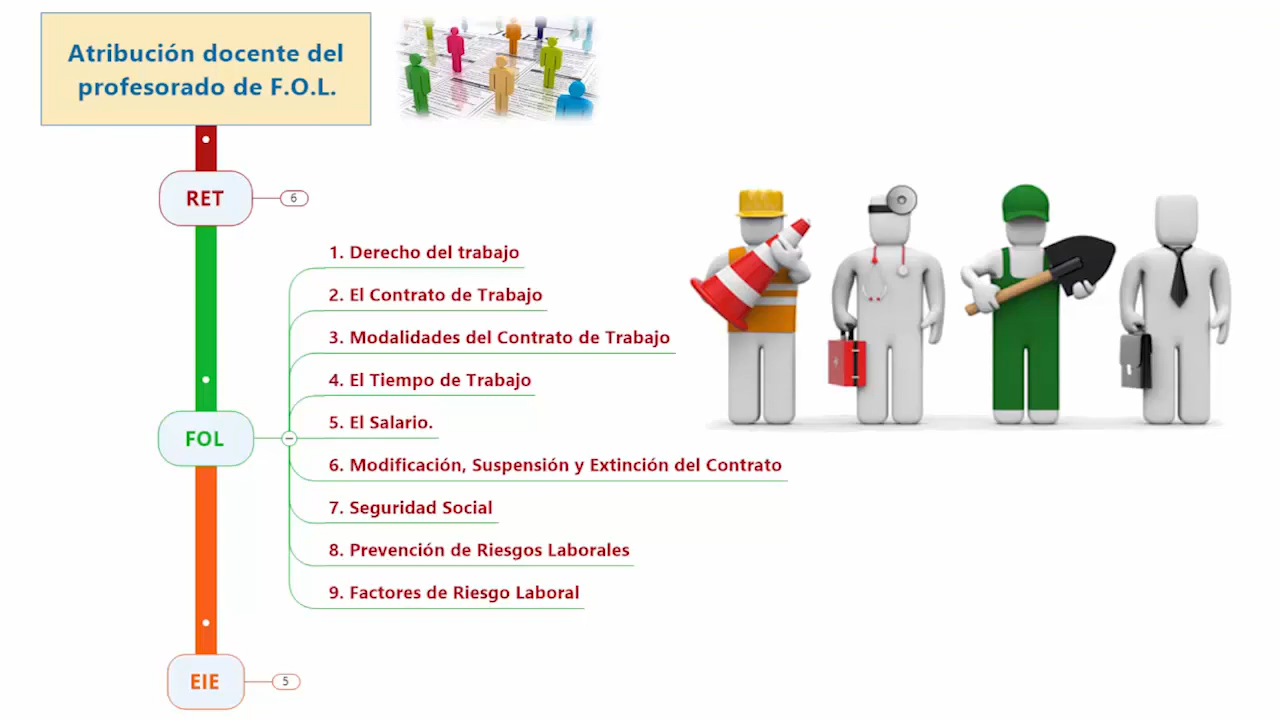 Atribución docente del
profesorado de F.O.L.
RET
6
1. Derecho del trabajo
2. El Contrato de Trabajo
3. Modalidades del Contrato de Trabajo
4. El Tiempo de Trabajo
5. El Salario.
FOL
6. Modificación, Suspensión y Extinción del Contrato
7. Seguridad Social
8. Prevención de Riesgos Laborales
9. Factores de Riesgo Laboral
EIE
5